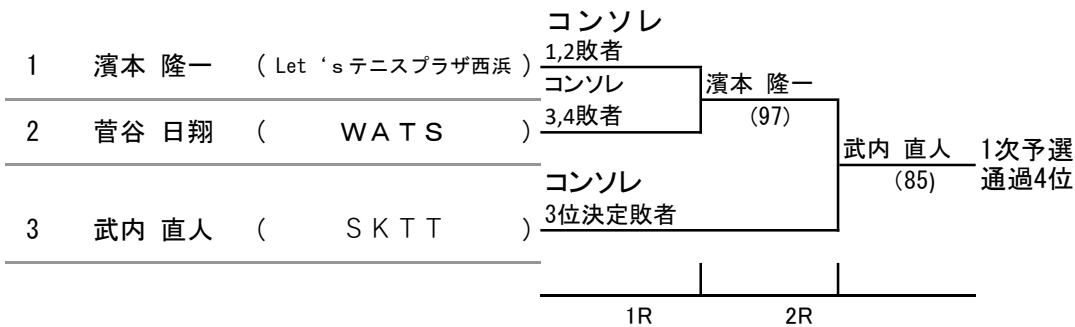 コンソレ
1,2敗者
1 濱本 隆一 ( Let‘sテニスプラザ西浜 )
コンソレ
濱本 隆一
3,4敗者
(97)
2 菅谷 日翔 ( WATS )
武内 直人 1次予選
(85) 通過4位
コンソレ
3位決定敗者
3 武内 直人 ( SKTT )
1R 2R